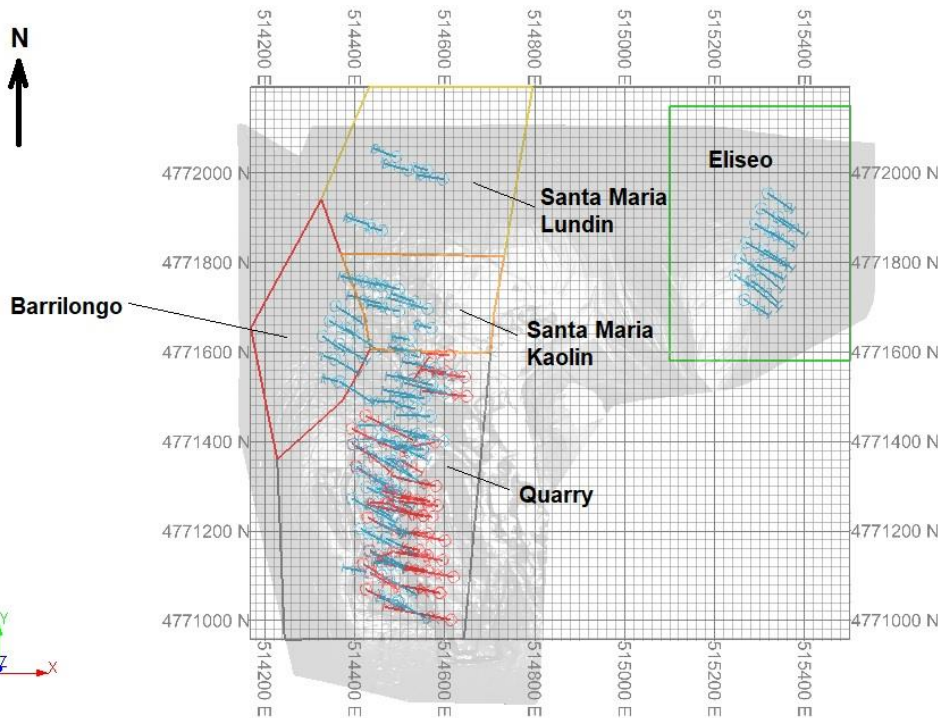 N
514200 E
514400 E
514600 E
514800 E
515000 E
515200 E
515400 E
4772000 N
4771800 N
4771600 N
4771400 N
4771200 N
4771000 N
Eliseo
4772000 N
4771800 N
4771600 N
4771400 N
4771200 N
4771000 N
Santa Maria
Lundin
Barrilongo
Santa Maria
Kaolin
Quarry
Y
Z
X
514200 E
514400 E
514600 E
514800 E
515000 E
515200 E
515400 E